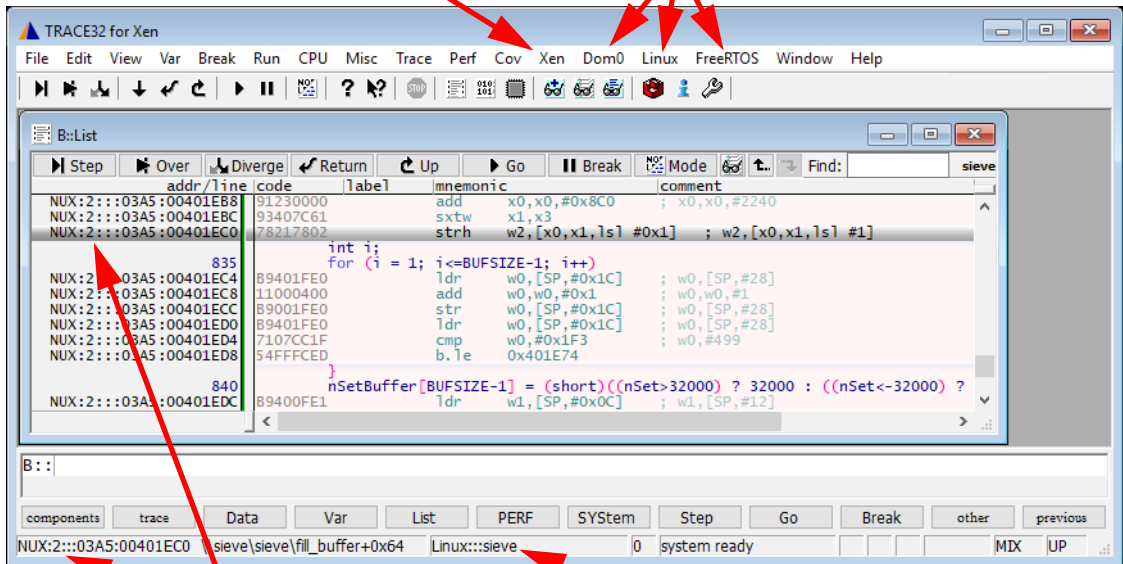 TRACE32 for Xen
File Edit View Var Break Run CPU Misc Trace Perf Cov Xen Dom0 Linux FreeRTOS Window Help
B::List
Step Over Diverge Return Up Go Break Mode Find: sieve
addr/line code label mnemonic comment
NUX:2:::03A5:00401EB8 91230000 add x0,x0,#0x8C0 ; x0,x0,#2240
NUX:2:::03A5:00401EBC 93407C61 sxtw x1,x3
NUX:2:::03A5:00401EC0 78217802 strh w2,[x0,x1,lsl #0x1] ; w2,[x0,x1,lsl #1]
int i;
835 for (i = 1; i<=BUFSIZE-1; i++)
NUX:2:::03A5:00401EC4 B9401FE0 ldr w0,[SP,#0x1C] ; w0,[SP,#28]
NUX:2:::03A5:00401EC8 11000400 add w0,w0,#0x1 ; w0,w0,#1
NUX:2:::03A5:00401ECC B9001FE0 str w0,[SP,#0x1C] ; w0,[SP,#28]
NUX:2:::03A5:00401ED0 B9401FE0 ldr w0,[SP,#0x1C] ; w0,[SP,#28]
NUX:2:::03A5:00401ED4 7107CC1F cmp w0,#0x1F3 ; w0,#499
NUX:2:::03A5:00401ED8 54FFFCED b.le 0x401E74
}
840 nSetBuffer[BUFSIZE-1] = (short)((nSet>32000) ? 32000 : ((nSet<-32000) ?
NUX:2:::03A5:00401EDC B9400FE1 ldr w1,[SP,#0x0C] ; w1,[SP,#12]
B::
components trace Data Var List PERF SYStem Step Go Break other previous
NUX:2:::03A5:00401EC0 \\sieve\sieve\fill_buffer+0x64 Linux:::sieve 0 system ready MIX UP